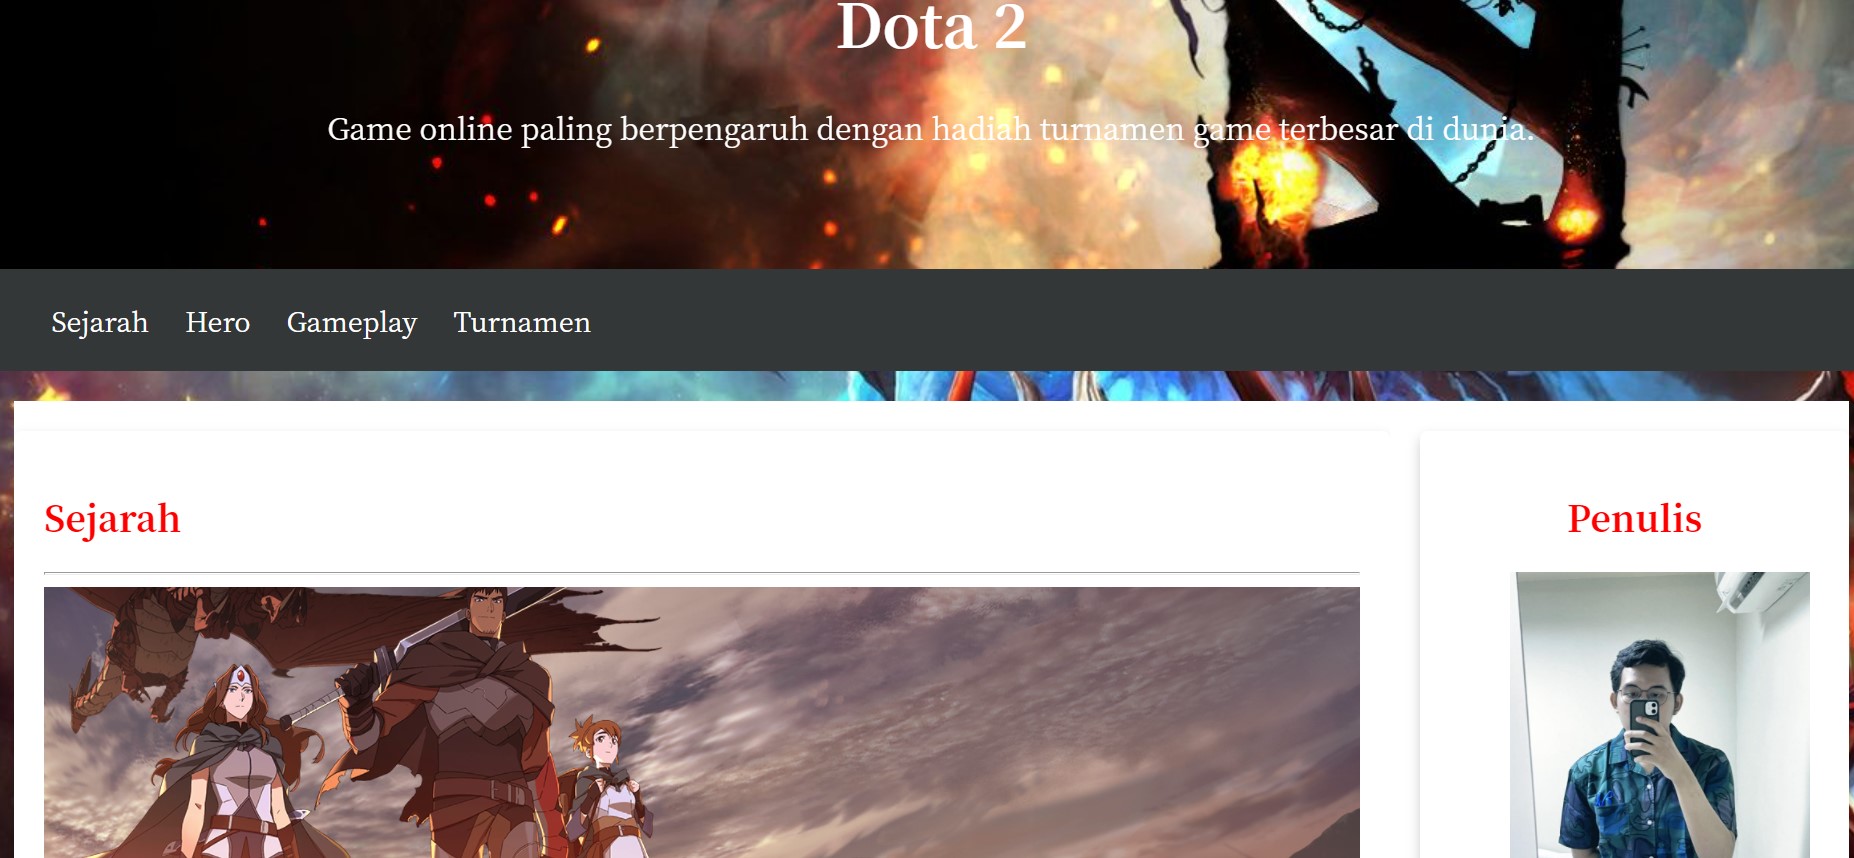 Dota 2
Game online paling berpengaruh dengan hadiah turnamen game terbesar di dunia.
Sejarah Hero Gameplay Turnamen
Sejarah
Penulis